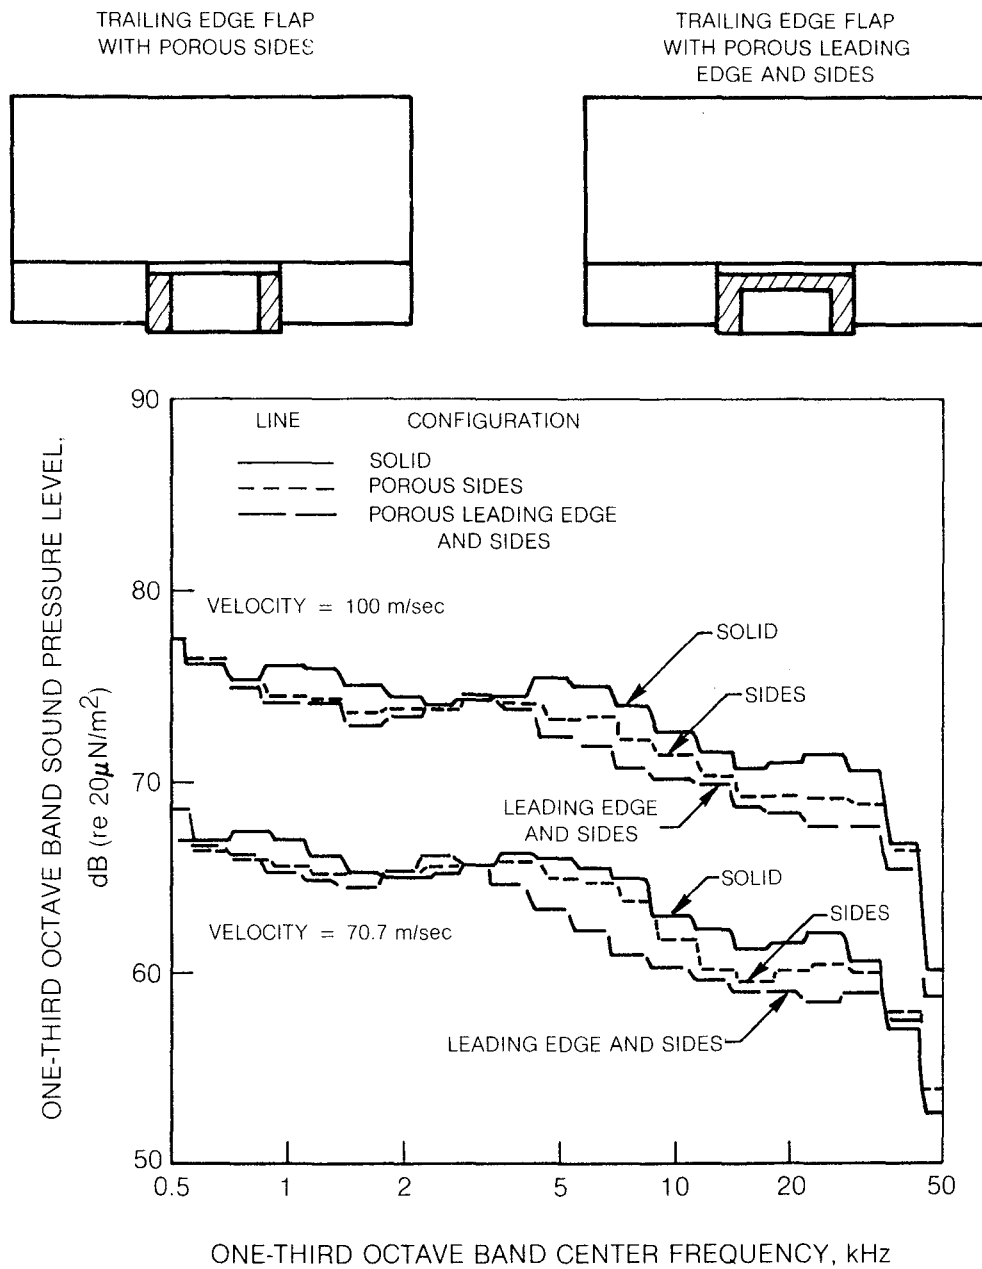 TRAILING EDGE FLAP
WITH POROUS SIDES
TRAILING EDGE FLAP
WITH POROUS LEADING
EDGE AND SIDES
90
80
70
60
50
ONE-THIRD OCTAVE BAND SOUND PRESSURE LEVEL,
dB (re 20μN/m²)
LINE CONFIGURATION
SOLID
POROUS SIDES
POROUS LEADING EDGE
AND SIDES
VELOCITY = 100 m/sec
SOLID
SIDES
LEADING EDGE
AND SIDES
SOLID
SIDES
VELOCITY = 70.7 m/sec
LEADING EDGE AND SIDES
0.5 1 2 5 10 20 50
ONE-THIRD OCTAVE BAND CENTER FREQUENCY, kHz